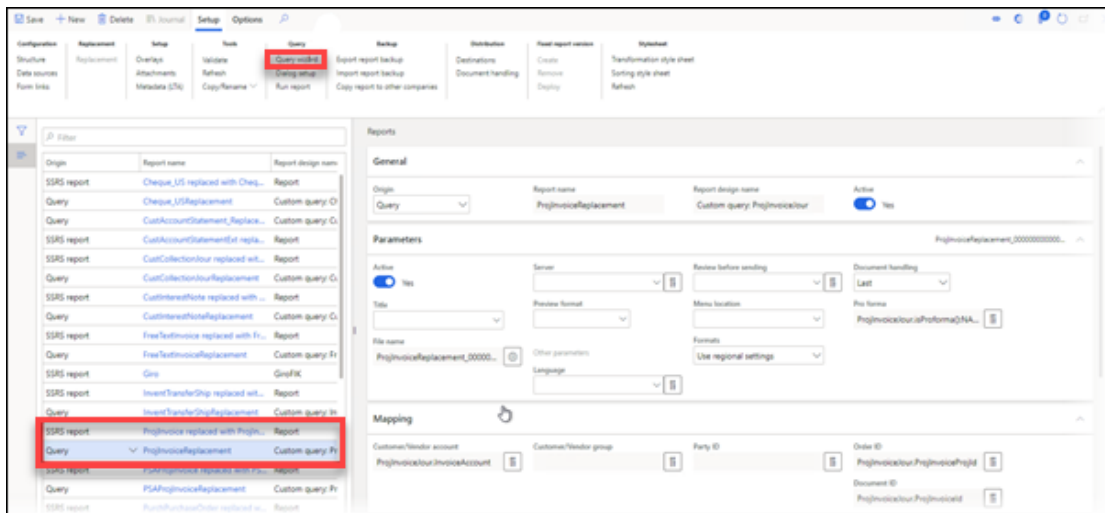 Save New Delete Journal Setup Options
Configuration Replacement Setup Tools Query Backup Distribution Fixed report version Stylesheet
Structure Replacement Overlays Validate Query wizard Export report backup Destinations Create Transformation style sheet
Data sources Attachments Refresh Dialog setup Import report backup Document handling Remove Sorting style sheet
Form links Metadata (LTA) Copy/Rename Run report Copy report to other companies Deploy Refresh
Filter
Origin Report name Report design name
SSRS report Cheque_US replaced with Cheq... Report
Query Cheque_USReplacement Custom query: Ch
Query CustAccountStatement_Replace... Custom query: Cu
SSRS report CustAccountStatementExt repla... Report
SSRS report CustCollectionJour replaced wit... Report
Query CustCollectionJourReplacement Custom query: Cu
SSRS report CustInterestNote replaced with ... Report
Query CustInterestNoteReplacement Custom query: Cu
SSRS report FreeTextInvoice replaced with Fr... Report
Query FreeTextInvoiceReplacement Custom query: Fr
SSRS report Giro GiroFIK
SSRS report InventTransferShip replaced wit... Report
Query InventTransferShipReplacement Custom query: In
SSRS report ProjInvoice replaced with ProjIn... Report
Query ProjInvoiceReplacement Custom query: Pr
SSRS report PSAProjInvoice replaced with PS... Report
Query PSAProjInvoiceReplacement Custom query: Pr
SSRS report PurchPurchaseOrder replaced w... Report
Reports
General
Origin Report name Report design name Active
Query ProjInvoiceReplacement Custom query: ProjInvoiceJour Yes
Parameters ProjInvoiceReplacement_000000000000...
Active Server Review before sending Document handling
Yes Last
Title Preview format Menu location Pro forma
ProjInvoiceJour.isProforma():NA...
File name Other parameters Formats
ProjInvoiceReplacement_00000... Use regional settings
Language
Mapping
Customer/Vendor account Customer/Vendor group Party ID Order ID
ProjInvoiceJour.InvoiceAccount ProjInvoiceJour.ProjInvoiceProjId
Document ID
ProjInvoiceJour.ProjInvoiceId